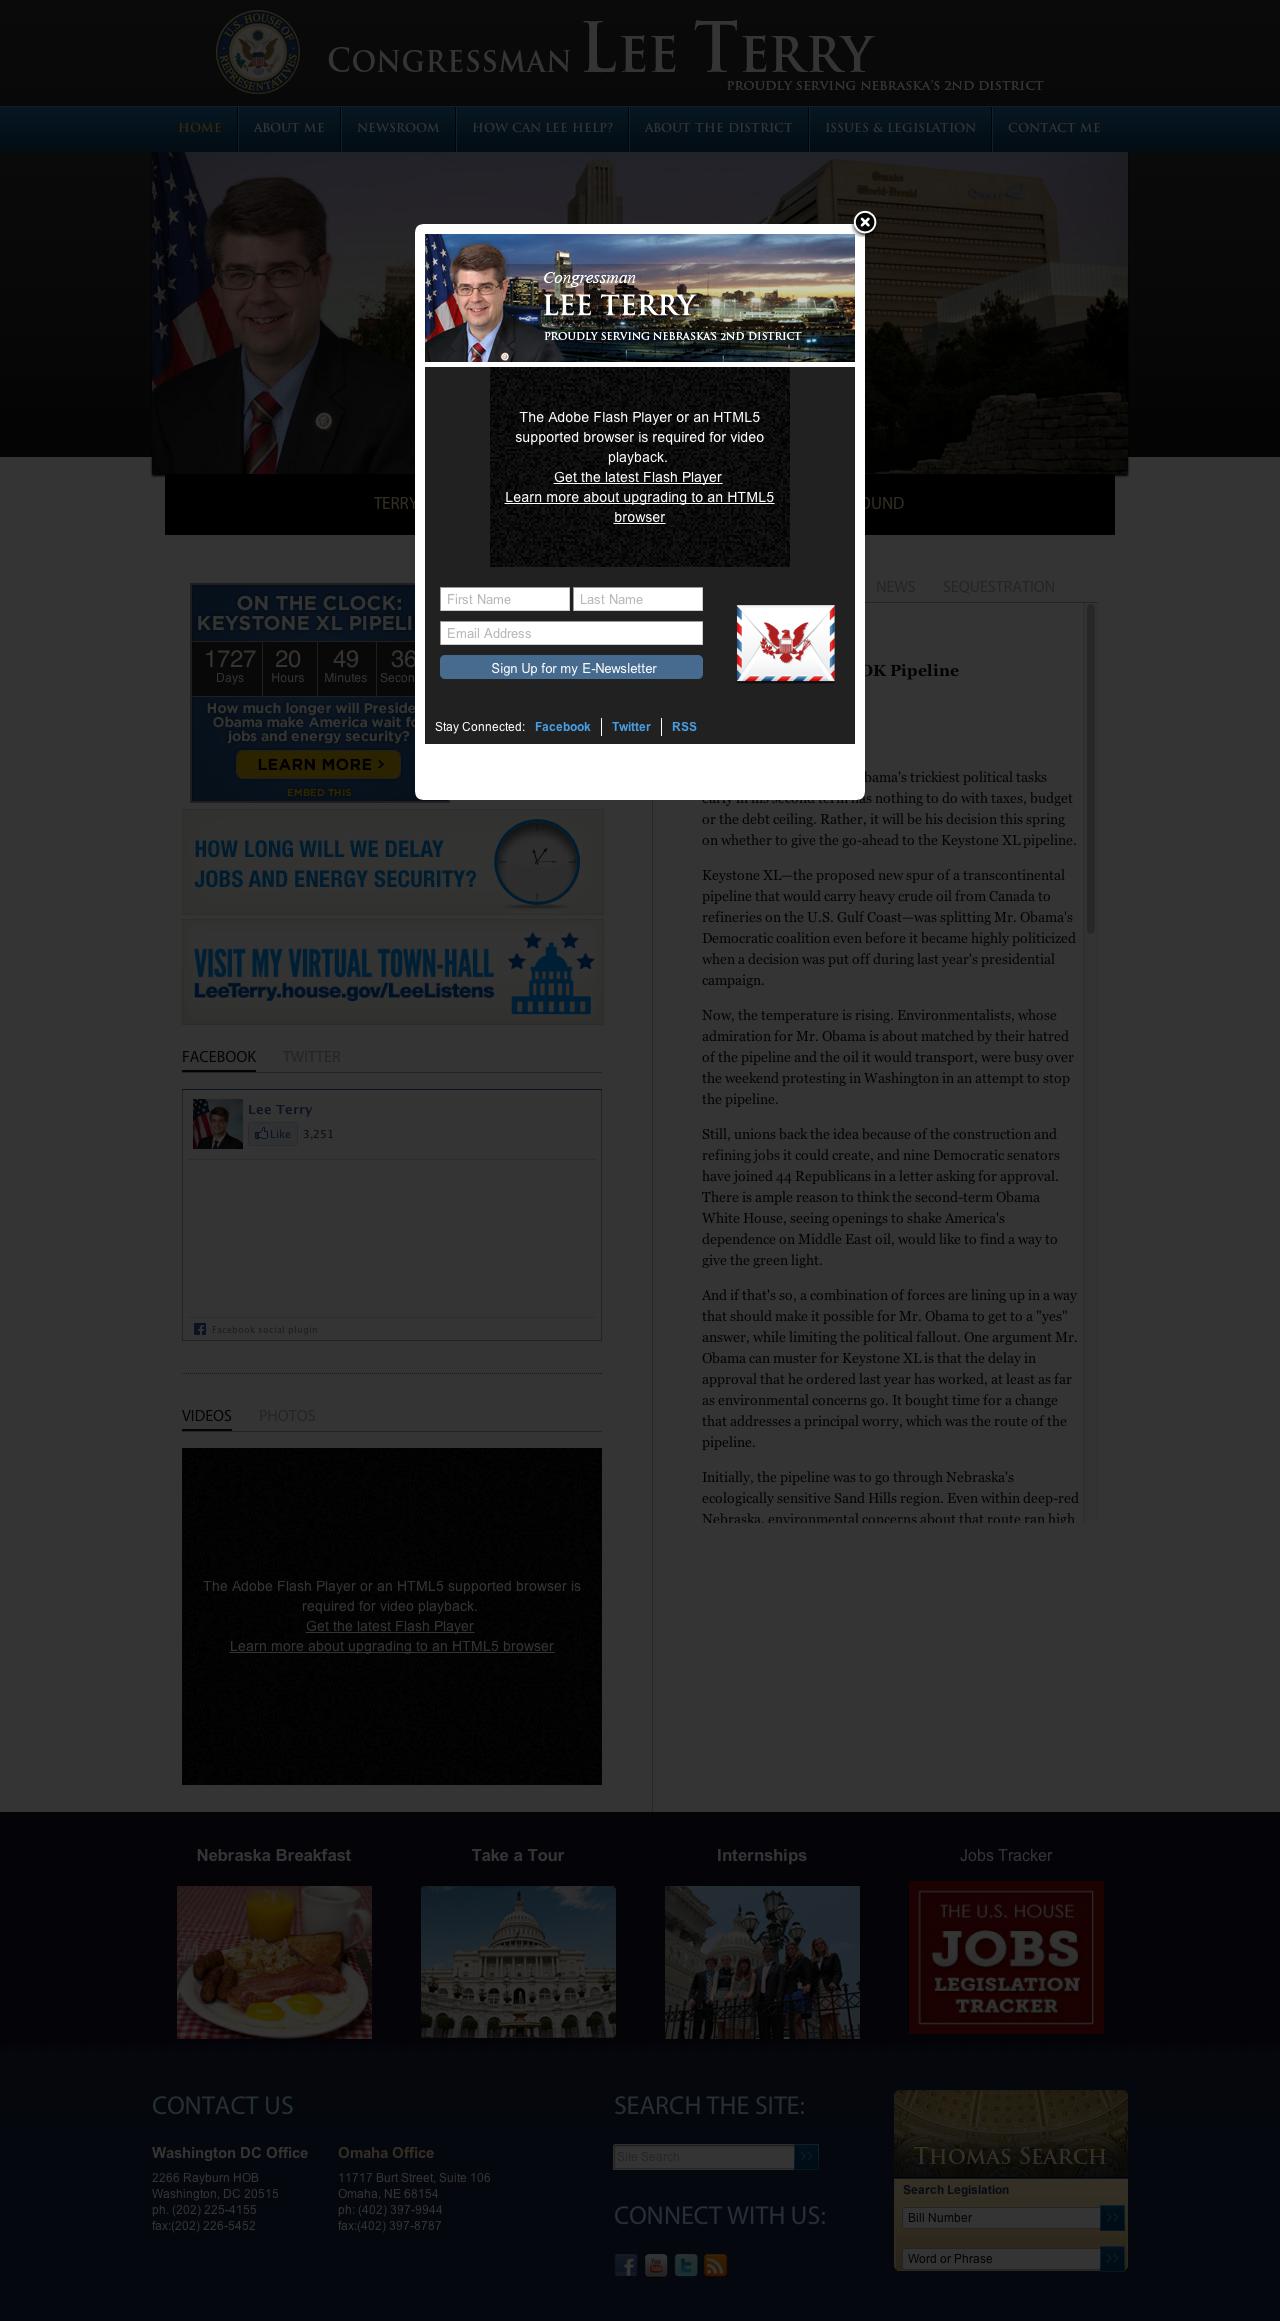 U.S. HOUSE OF REPRESENTATIVES
CONGRESSMAN LEE TERRY
PROUDLY SERVING NEBRASKA'S 2ND DISTRICT
HOME
ABOUT ME
NEWSROOM
HOW CAN LEE HELP?
ABOUT THE DISTRICT
ISSUES & LEGISLATION
CONTACT ME
Omaha
World-Herald
Congressman
LEE TERRY
PROUDLY SERVING NEBRASKA'S 2ND DISTRICT
The Adobe Flash Player or an HTML5
supported browser is required for video
playback.
Get the latest Flash Player
Learn more about upgrading to an HTML5
browser
First Name
Last Name
Email Address
Sign Up for my E-Newsletter
Stay Connected: Facebook Twitter RSS
TERRY
NEWS
SEQUESTRATION
ON THE CLOCK:
KEYSTONE XL
1727 20 49 36
Days Hours Minutes
How much longer will
Obama make America wait
jobs and energy security?
LEARN MORE >
EMBED THIS
HOW LONG WILL WE DELAY
JOBS AND ENERGY SECURITY?
VISIT MY VIRTUAL TOWN-HALL
LeeTerry.house.gov/LeeListens
FACEBOOK
TWITTER
Lee Terry
Like 3,251
Facebook social plugin
VIDEOS
PHOTOS
The Adobe Flash Player or an HTML5 supported browser is
required for video playback.
Get the latest Flash Player
Learn more about upgrading to an HTML5 browser
OK Pipeline
trickiest political tasks
nothing to do with taxes, budget
or the debt ceiling. Rather, it will be his decision this spring
on whether to give the go-ahead to the Keystone XL pipeline.
Keystone XL—the proposed new spur of a transcontinental
pipeline that would carry heavy crude oil from Canada to
refineries on the U.S. Gulf Coast—was splitting Mr. Obama's
Democratic coalition even before it became highly politicized
when a decision was put off during last year's presidential
campaign.
Now, the temperature is rising. Environmentalists, whose
admiration for Mr. Obama is about matched by their hatred
of the pipeline and the oil it would transport, were busy over
the weekend protesting in Washington in an attempt to stop
the pipeline.
Still, unions back the idea because of the construction and
refining jobs it could create, and nine Democratic senators
have joined 44 Republicans in a letter asking for approval.
There is ample reason to think the second-term Obama
White House, seeing openings to shake America's
dependence on Middle East oil, would like to find a way to
give the green light.
And if that's so, a combination of forces are lining up in a way
that should make it possible for Mr. Obama to get to a "yes"
answer, while limiting the political fallout. One argument Mr.
Obama can muster for Keystone XL is that the delay in
approval that he ordered last year has worked, at least as far
as environmental concerns go. It bought time for a change
that addresses a principal worry, which was the route of the
pipeline.
Initially, the pipeline was to go through Nebraska's
ecologically sensitive Sand Hills region. Even within deep-red
Nebraska, environmental concerns about that route ran high
Nebraska Breakfast
Take a Tour
Internships
Jobs Tracker
THE U.S. HOUSE
JOBS
LEGISLATION
TRACKER
CONTACT US
Washington DC Office
2266 Rayburn HOB
Washington, DC 20515
ph. (202) 225-4155
fax:(202) 226-5452
Omaha Office
11717 Burt Street, Suite 106
Omaha, NE 68154
ph: (402) 397-9944
fax:(402) 397-8787
SEARCH THE SITE:
Site Search
CONNECT WITH US:
THOMAS SEARCH
Search Legislation
Bill Number
Word or Phrase